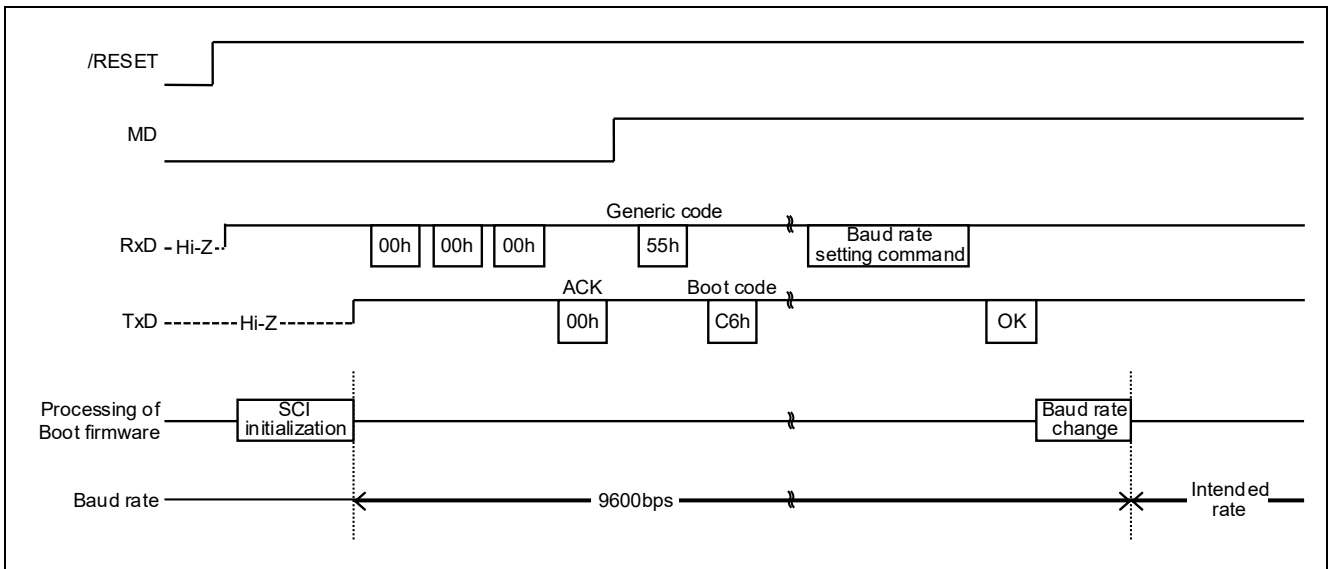 /RESET
MD
Generic code
RxD
Hi-Z
00h
00h
00h
55h
Baud rate
setting command
ACK
Boot code
TxD
Hi-Z
00h
C6h
OK
Processing of
Boot firmware
SCI
initialization
Baud rate
change
Baud rate
9600bps
Intended
rate